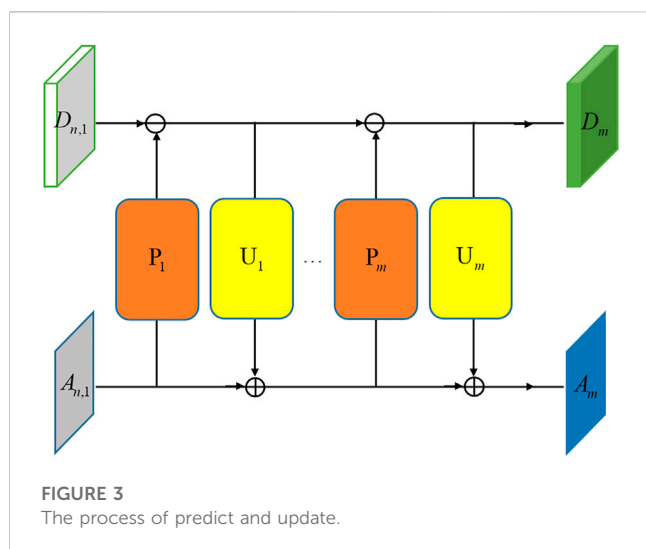 D_{n,1}
D_m
P_1
U_1
...
P_m
U_m
A_{n,1}
A_m
FIGURE 3
The process of predict and update.